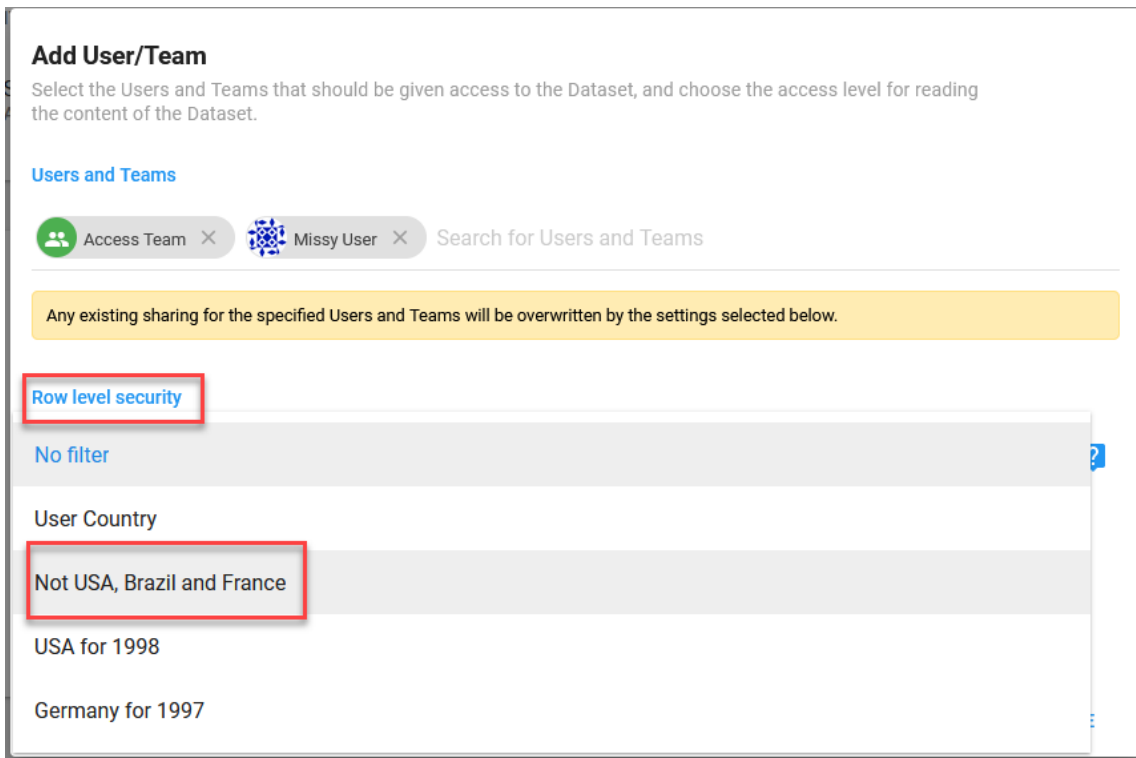 Add User/Team
Select the Users and Teams that should be given access to the Dataset, and choose the access level for reading
the content of the Dataset.
Users and Teams
Access Team × Missy User × Search for Users and Teams
Any existing sharing for the specified Users and Teams will be overwritten by the settings selected below.
Row level security
No filter
?
User Country
Not USA, Brazil and France
USA for 1998
Germany for 1997